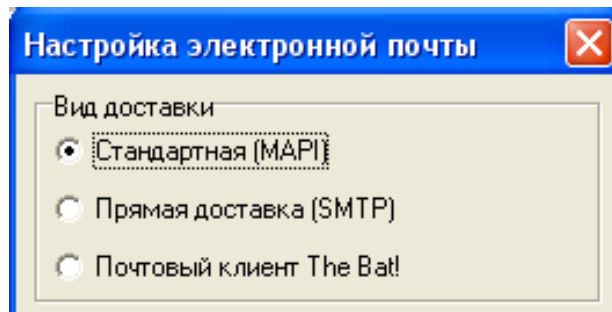 Настройка электронной почты
Вид доставки
Стандартная (MAPI)
Прямая доставка (SMTP)
Почтовый клиент The Bat!